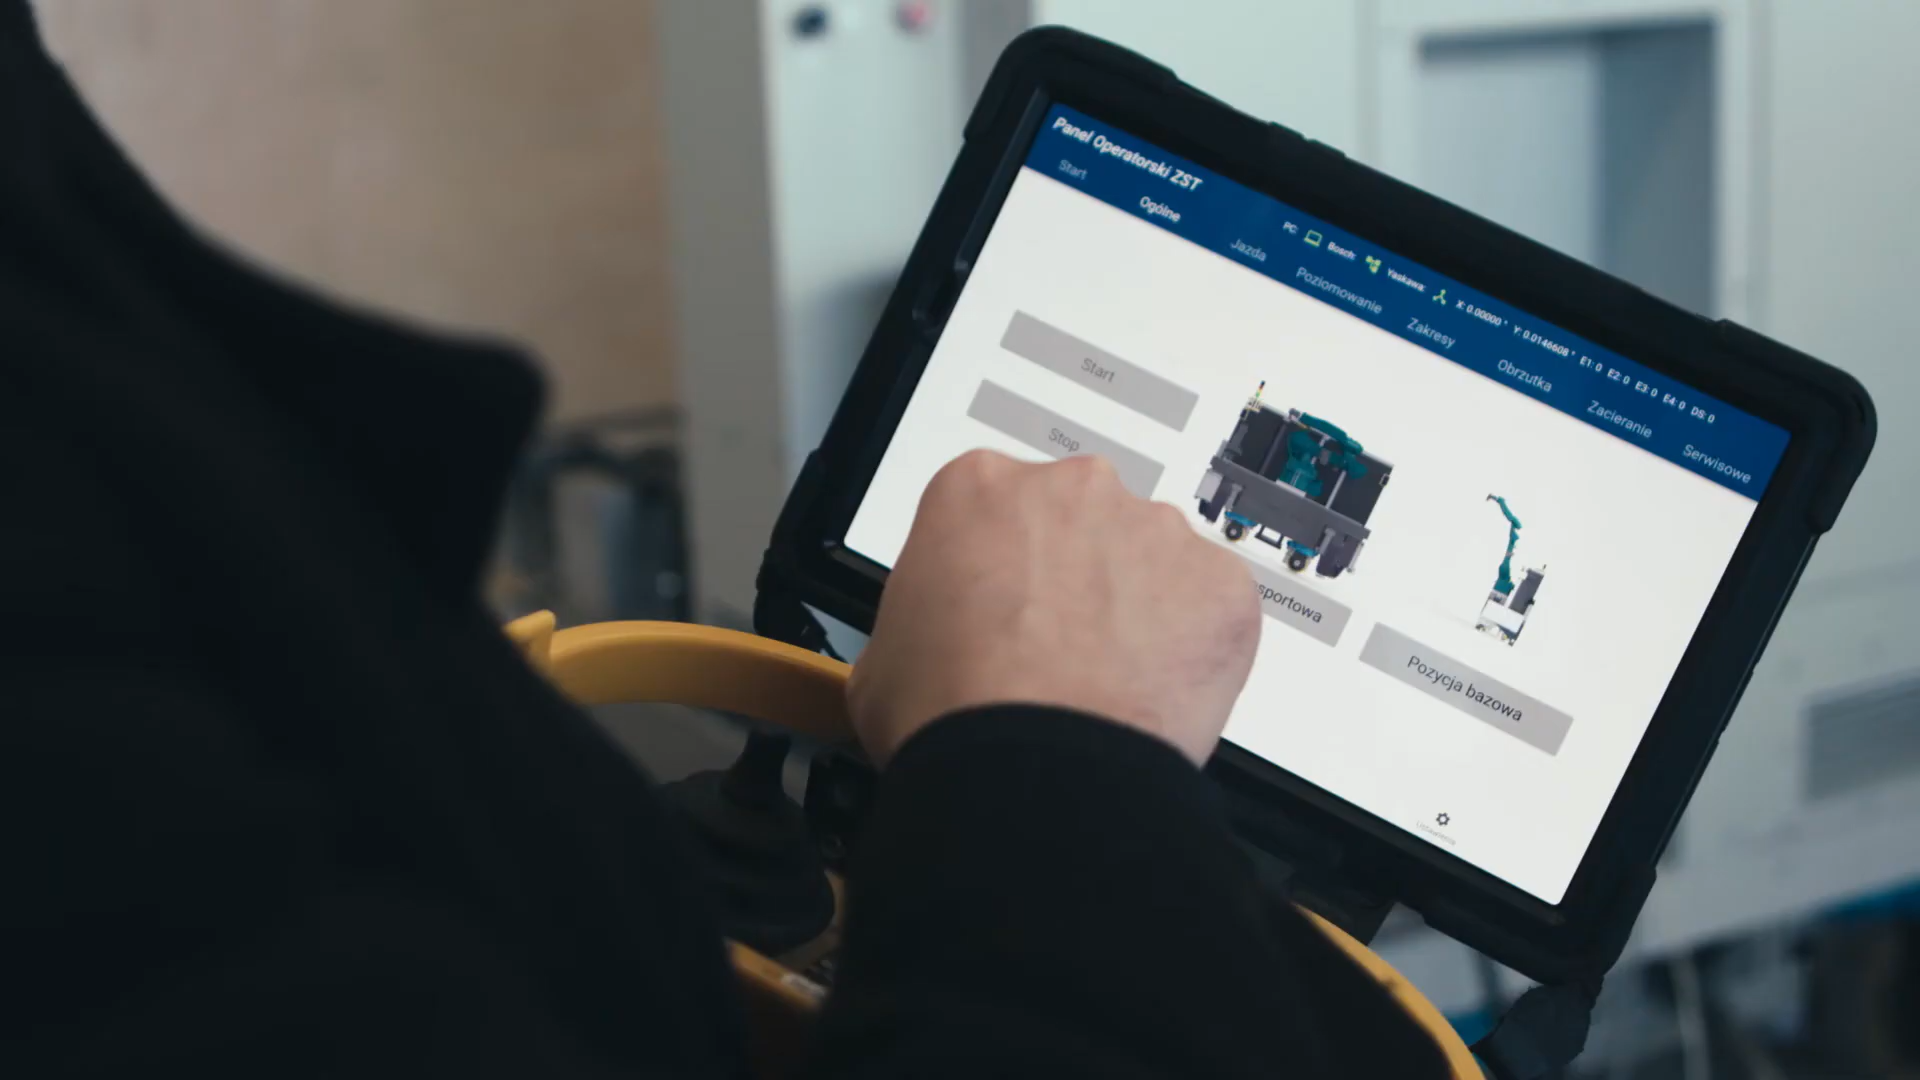 Panel Operatorski ZST
PC: Bosch: Yaskawa: X: 0.00000 ° Y: 0.0146608 ° E1: 0 E2: 0 E3: 0 E4: 0 DS: 0
Start Ogólne Jazda Poziomowanie Zakresy Obrzutka Zacieranie Serwisowe
Start
Stop
sportowa
Pozycja bazowa
Ustawienia